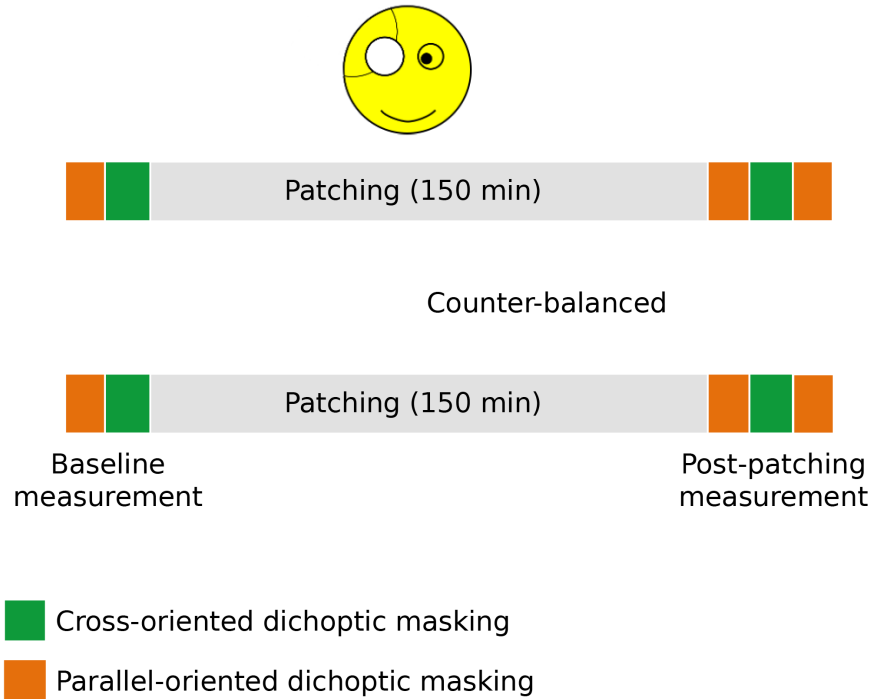 Patching (150 min)
Counter-balanced
Patching (150 min)
Baseline
measurement
Post-patching
measurement
Cross-oriented dichoptic masking
Parallel-oriented dichoptic masking